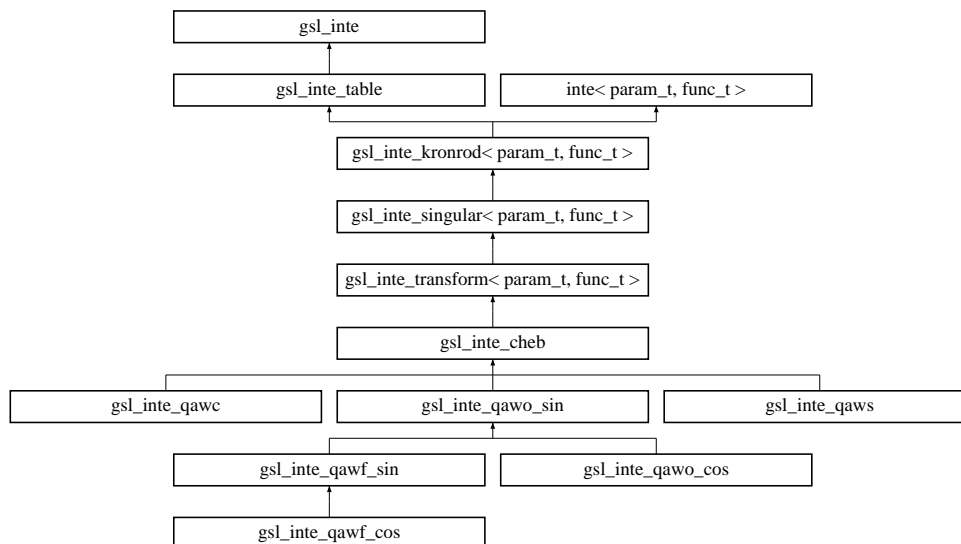 gsl_inte
gsl_inte_table
inte< param_t, func_t >
gsl_inte_kronrod< param_t, func_t >
gsl_inte_singular< param_t, func_t >
gsl_inte_transform< param_t, func_t >
gsl_inte_cheb
gsl_inte_qawc
gsl_inte_qawo_sin
gsl_inte_qaws
gsl_inte_qawf_sin
gsl_inte_qawo_cos
gsl_inte_qawf_cos